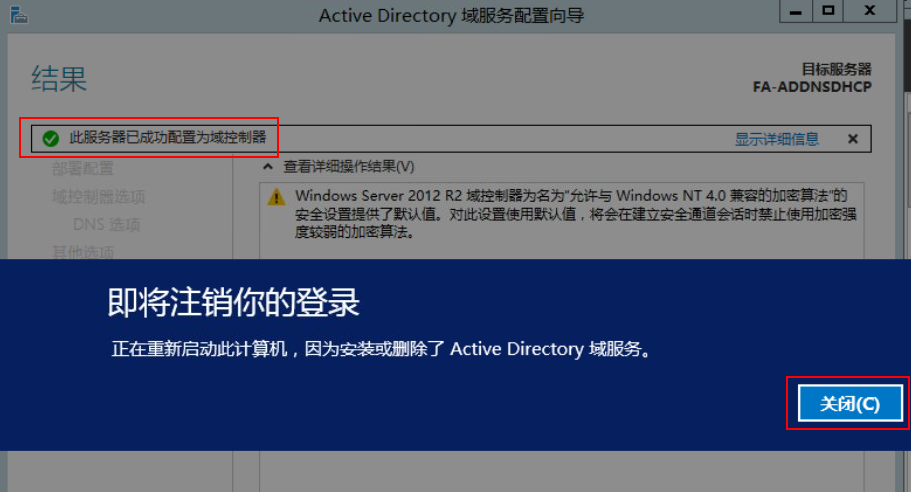 Active Directory 域服务配置向导
结果
目标服务器
FA-ADDNSDHCP
此服务器已成功配置为域控制器
显示详细信息
部署配置
域控制器选项
DNS 选项
其他选项
查看详细操作结果(V)
Windows Server 2012 R2 域控制器为名为"允许与 Windows NT 4.0 兼容的加密算法"的
安全设置提供了默认值。对此设置使用默认值，将会在建立安全通道会话时禁止使用加密强
度较弱的加密算法。
即将注销你的登录
正在重新启动此计算机，因为安装或删除了 Active Directory 域服务。
关闭(C)